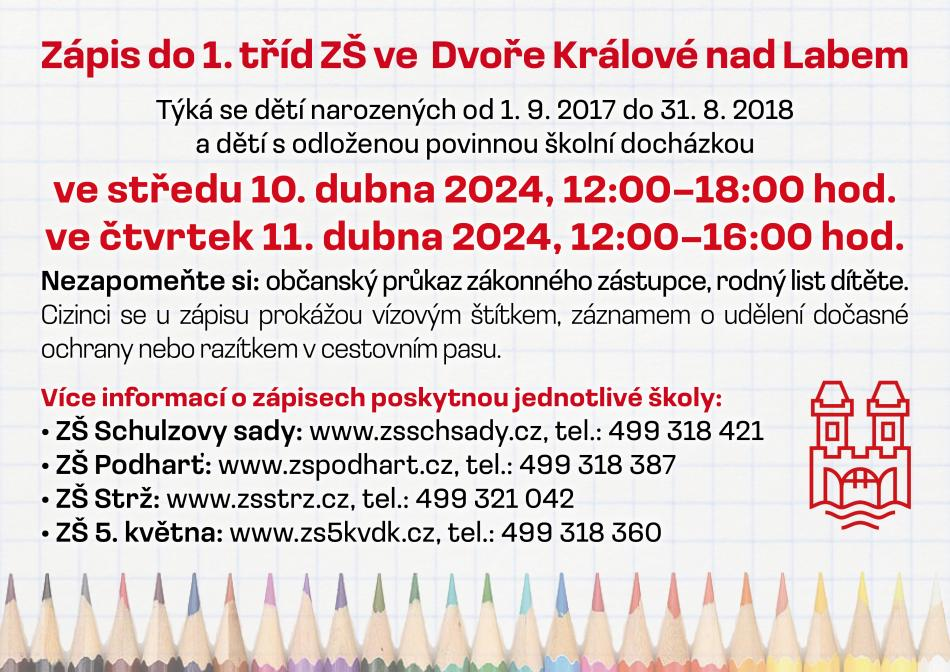 Zápis do 1. tříd ZŠ ve Dvoře Králové nad Labem
Týká se dětí narozených od 1. 9. 2017 do 31. 8. 2018
a dětí s odloženou povinnou školní docházkou
ve středu 10. dubna 2024, 12:00–18:00 hod.
ve čtvrtek 11. dubna 2024, 12:00–16:00 hod.
Nezapomeňte si: občanský průkaz zákonného zástupce, rodný list dítěte.
Cizinci se u zápisu prokážou vízovým štítkem, záznamem o udělení dočasné
ochrany nebo razítkem v cestovním pasu.
Více informací o zápisech poskytnou jednotlivé školy:
• ZŠ Schulzovy sady: www.zsschsady.cz, tel.: 499 318 421
• ZŠ Podharť: www.zspodhart.cz, tel.: 499 318 387
• ZŠ Strž: www.zsstrz.cz, tel.: 499 321 042
• ZŠ 5. května: www.zs5kvdk.cz, tel.: 499 318 360